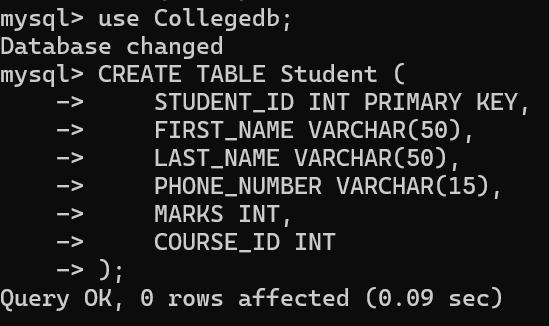 mysql> use Collegedb;
Database changed
mysql> CREATE TABLE Student (
    ->     STUDENT_ID INT PRIMARY KEY,
    ->     FIRST_NAME VARCHAR(50),
    ->     LAST_NAME VARCHAR(50),
    ->     PHONE_NUMBER VARCHAR(15),
    ->     MARKS INT,
    ->     COURSE_ID INT
    -> );
Query OK, 0 rows affected (0.09 sec)